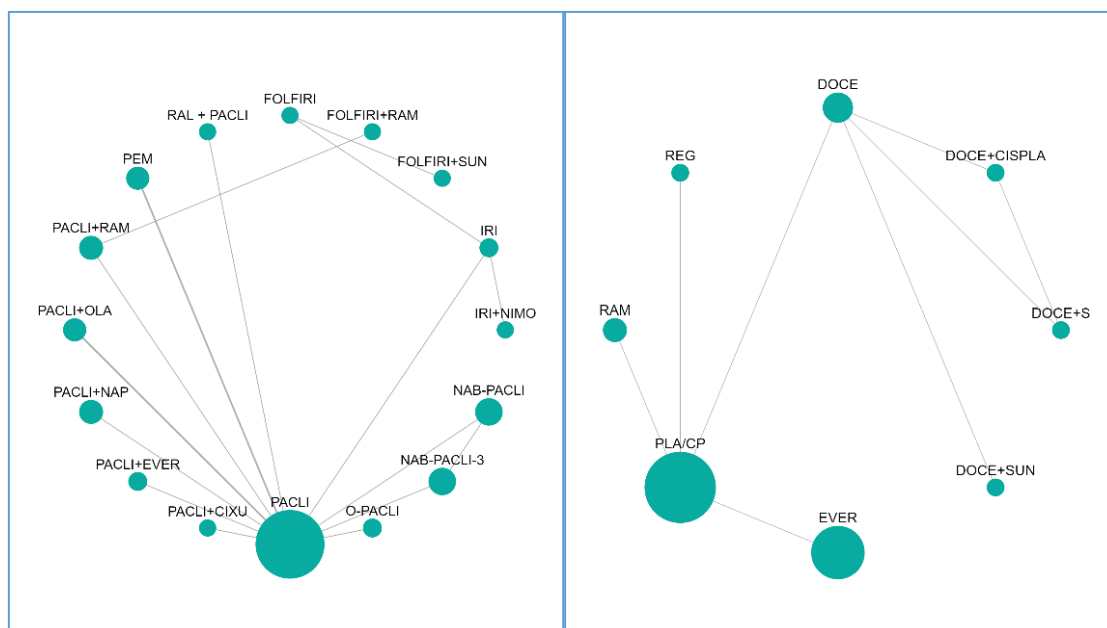 FOLFIRI
RAL + PACLI
FOLFIRI+RAM
PEM
FOLFIRI+SUN
PACLI+RAM
IRI
PACLI+OLA
IRI+NIMO
PACLI+NAP
NAB-PACLI
PACLI+EVER
NAB-PACLI-3
PACLI+CIXU
PACLI
O-PACLI
DOCE
REG
DOCE+CISPLA
RAM
DOCE+S
PLA/CP
DOCE+SUN
EVER